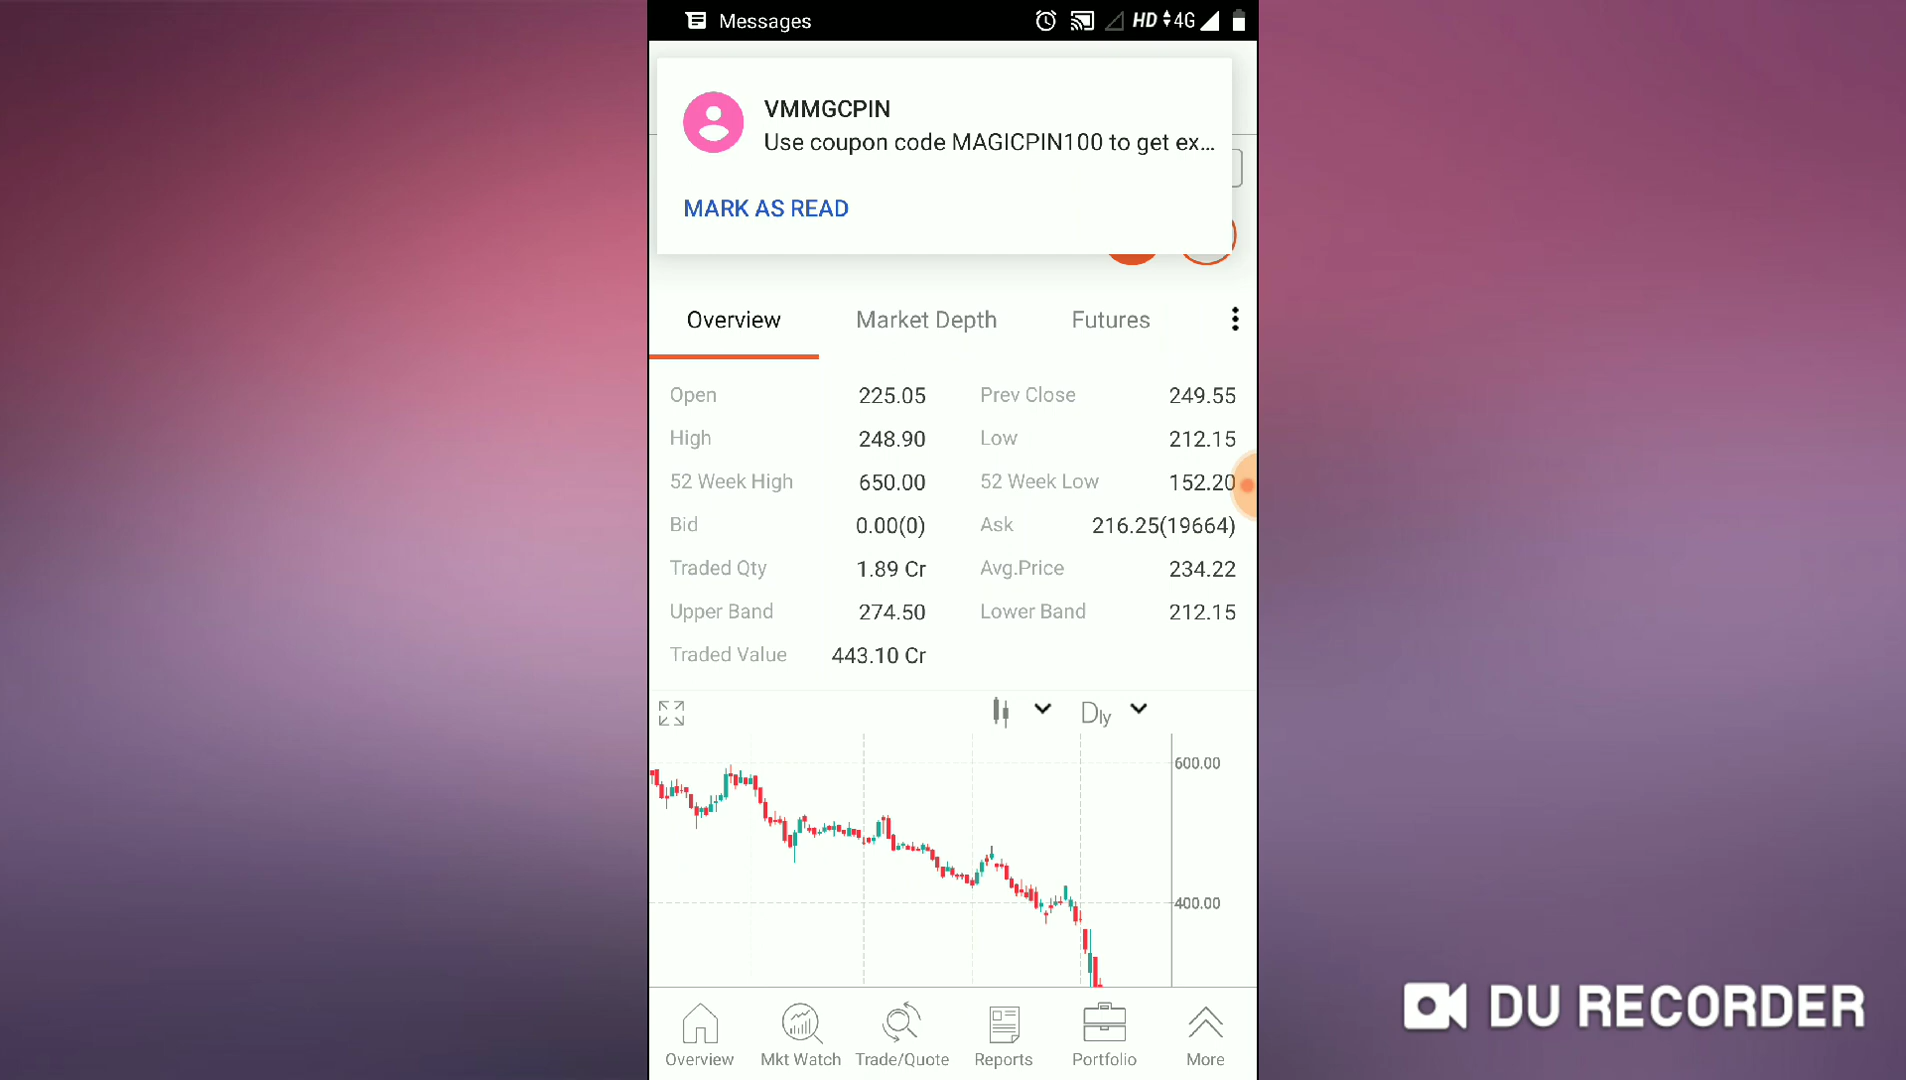 Messages HD 4G
VMMGCPIN
Use coupon code MAGICPIN100 to get ex...
MARK AS READ
Overview Market Depth Futures
Open 225.05 Prev Close 249.55
High 248.90 Low 212.15
52 Week High 650.00 52 Week Low 152.20
Bid 0.00(0) Ask 216.25(19664)
Traded Qty 1.89 Cr Avg.Price 234.22
Upper Band 274.50 Lower Band 212.15
Traded Value 443.10 Cr
Dly
600.00
400.00
Overview Mkt Watch Trade/Quote Reports Portfolio More
DU RECORDER